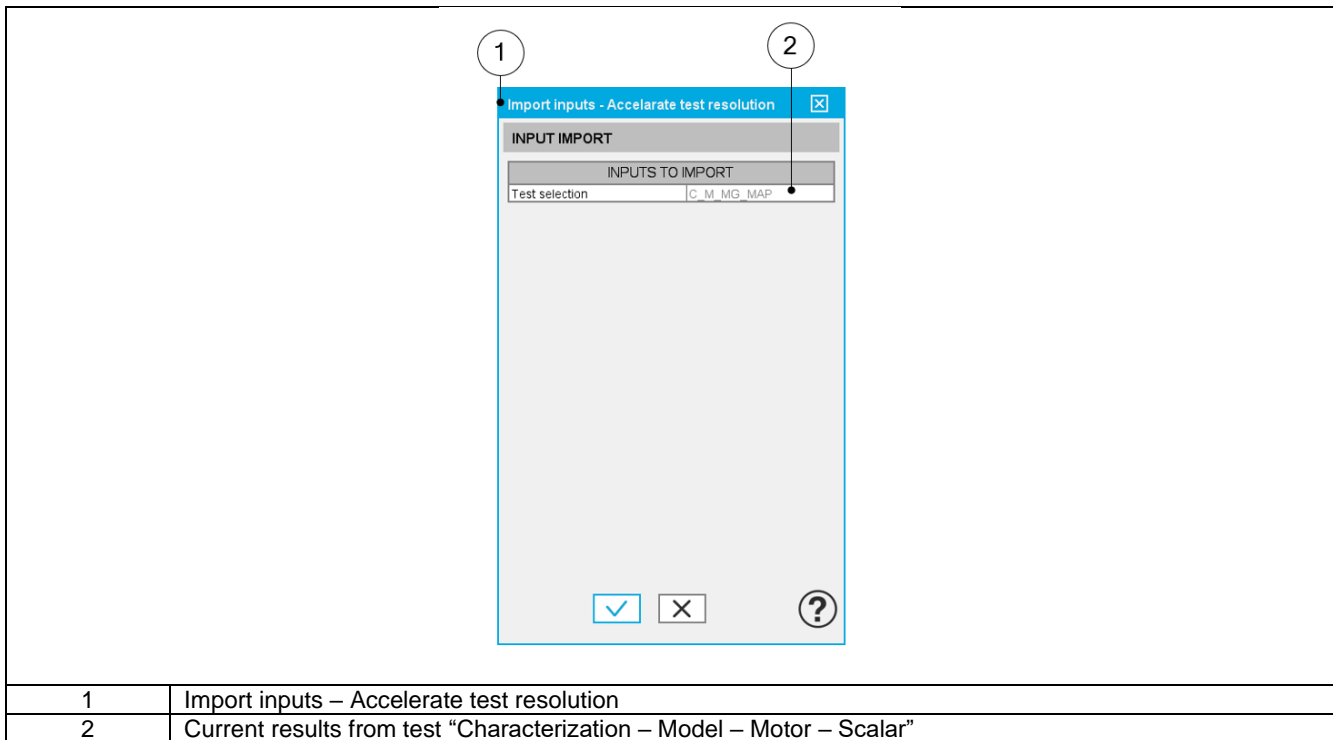 1
2
Import inputs - Accelarate test resolution
INPUT IMPORT
INPUTS TO IMPORT
Test selection C_M_MG_MAP
?
1 Import inputs – Accelerate test resolution
2 Current results from test “Characterization – Model – Motor – Scalar”